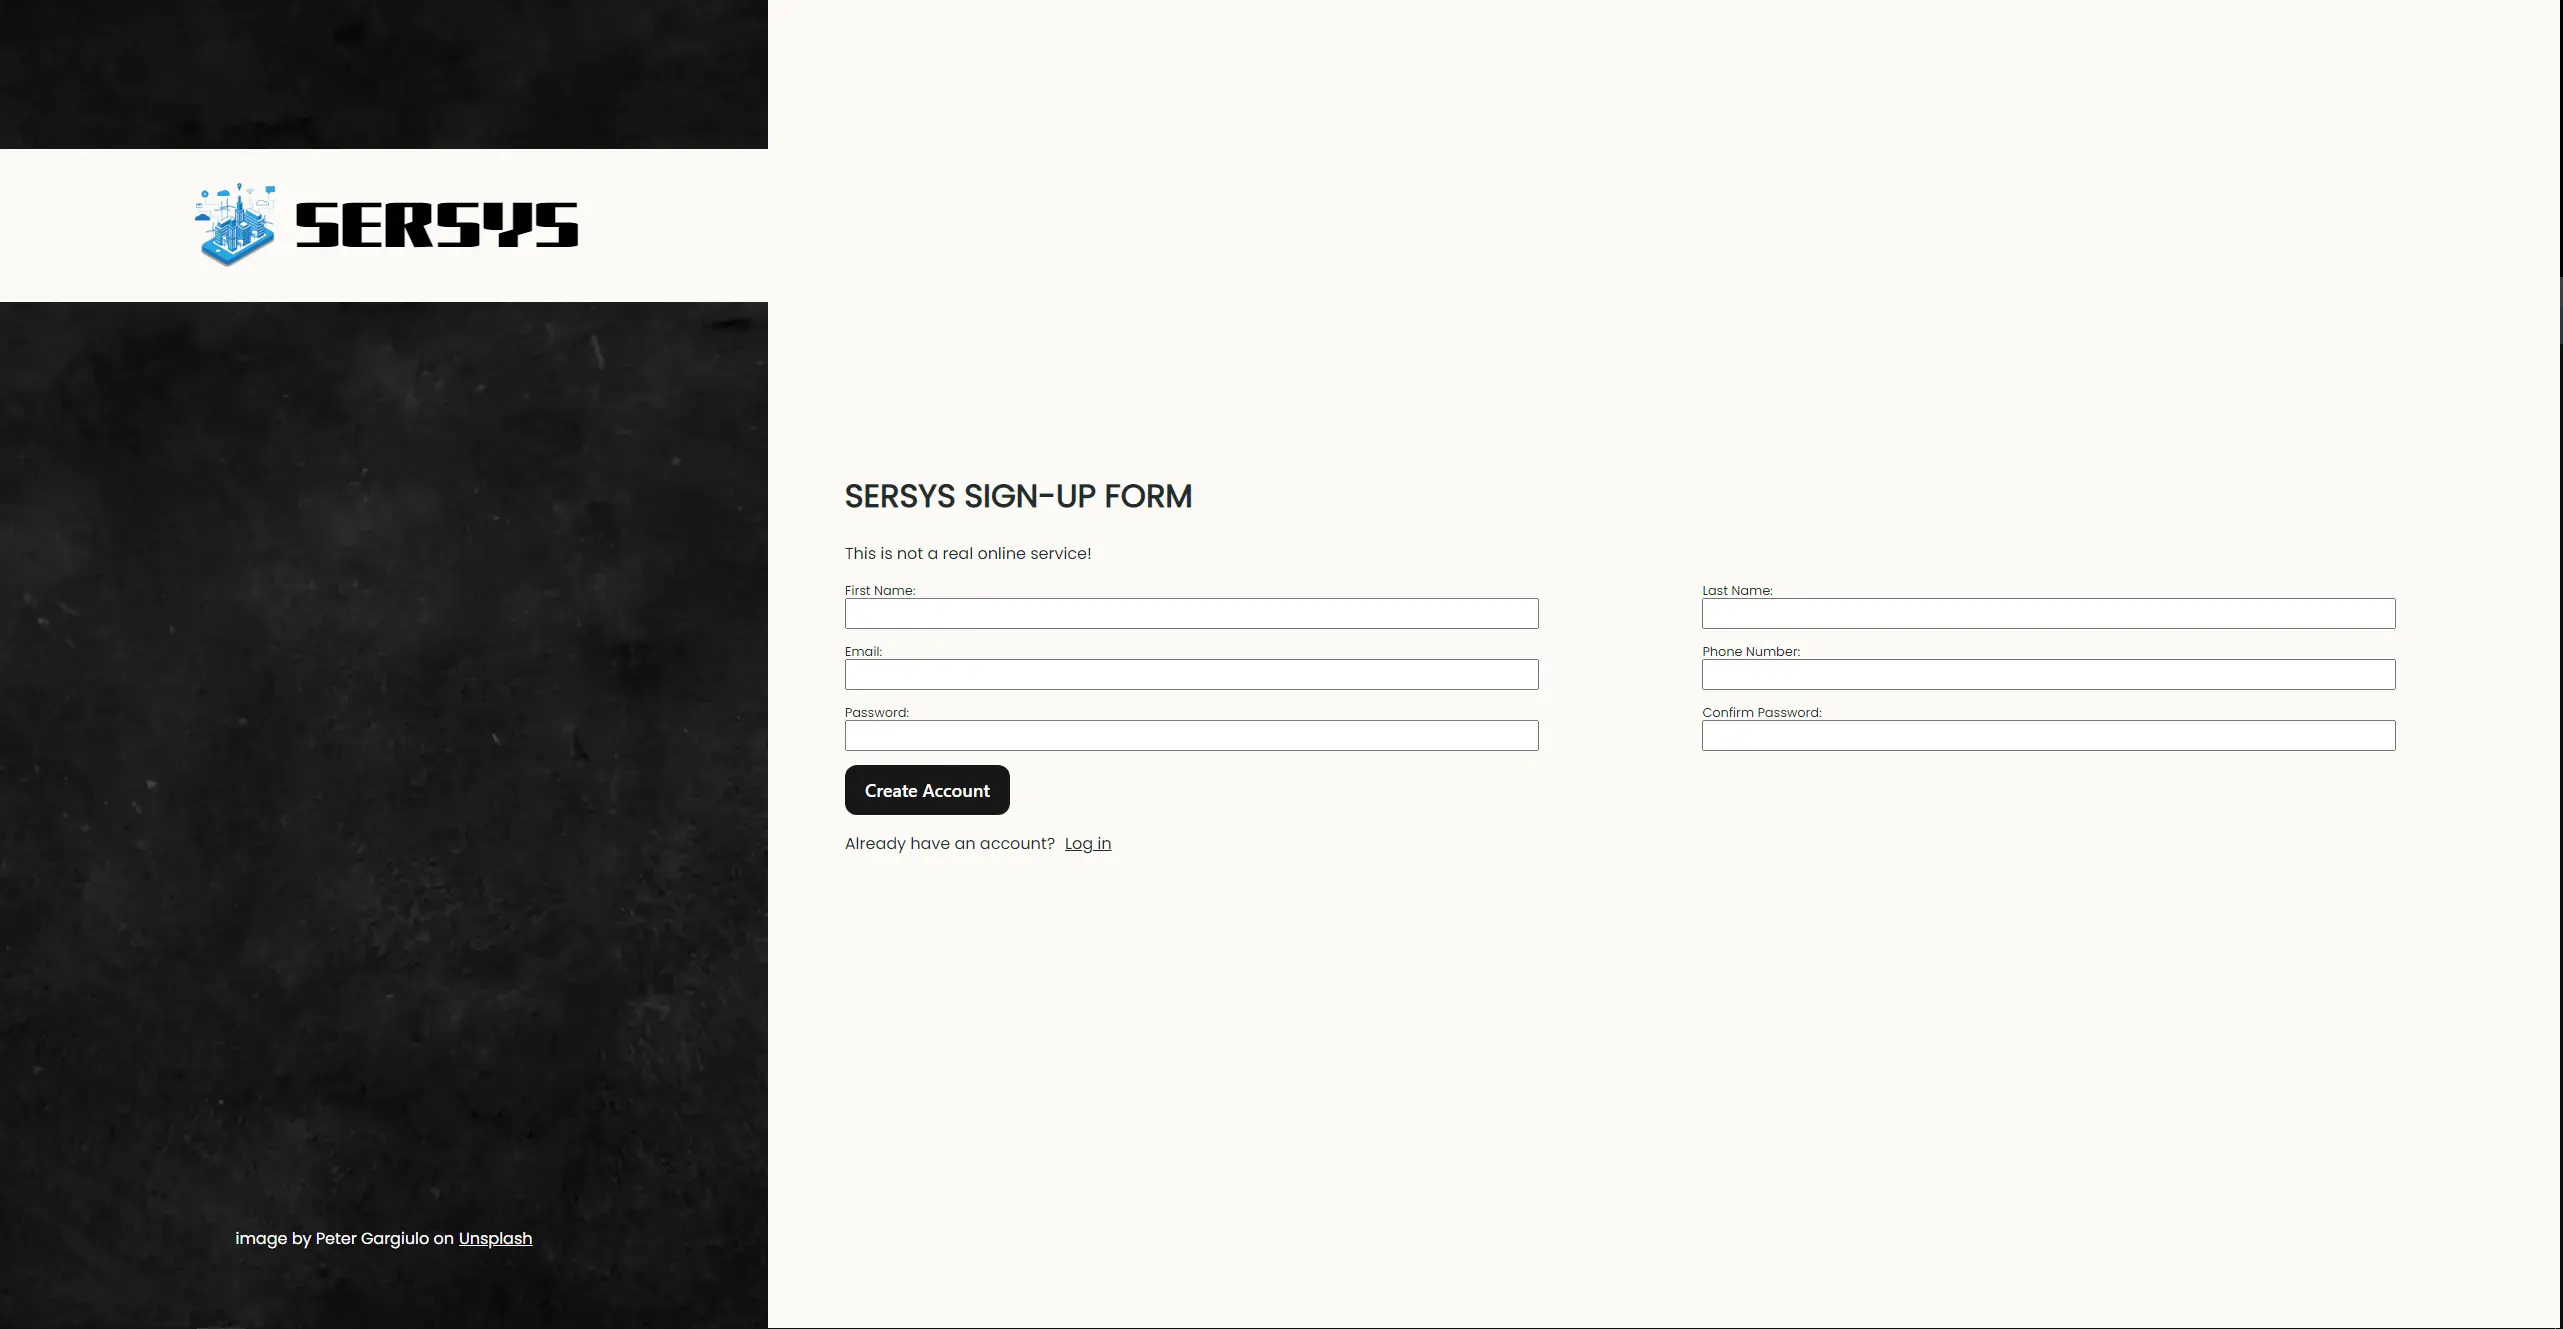 SERSYS
SERSYS SIGN-UP FORM
This is not a real online service!
First Name:
Last Name:
Email:
Phone Number:
Password:
Confirm Password:
Create Account
Already have an account? Log in
image by Peter Gargiulo on Unsplash